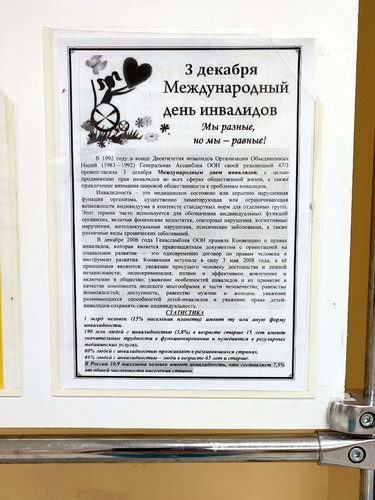 3 декабря
Международный
день инвалидов
Мы разные,
но мы – равные!
В 1992 году в конце Десятилетия инвалидов Организации Объединенных
Наций (1983—1992) Генеральная Ассамблея ООН своей резолюцией 47/3
провозгласила 3 декабря Международным днем инвалидов, с целью
продвижению прав инвалидов во всех сферах общественной жизни, а также
привлечения внимания широкой общественности к проблемам инвалидов.
Инвалидность – это медицинское состояние или серьезно нарушенная
функция организма, существенно лимитирующая или ограничивающая
возможности индивидуума в контексте стандартных норм для отдельных групп.
Этот термин часто используется для обозначения индивидуальных функций
организма, включая физические недостатки, сенсорные нарушения, когнитивные
нарушения, интеллектуальные нарушения, психические заболевания, а также
различные виды хронических заболеваний.
В декабре 2006 года Генассамблея ООН приняла Конвенцию о правах
инвалидов, которая является правозащитным документом с ориентацией на
социальное развитие — это одновременно договор по правам человека и
инструмент развития. Конвенция вступила в силу 3 мая 2008 года, а её
принципами являются: уважение присущего человеку достоинства и личной
независимости; недискриминация; полное и эффективное вовлечение и
включение в общество; уважение особенностей инвалидов и их принятие в
качестве компонента людского многообразия и части человечества; равенство
возможностей; доступность; равенство мужчин и женщин; уважение
развивающихся способностей детей-инвалидов и уважение права детей-
инвалидов сохранять свою индивидуальность.
СТАТИСТИКА
1 млрд человек (15% населения планеты) имеют ту или иную форму
инвалидности.
190 млн людей с инвалидностью (3,8%) в возрасте старше 15 лет имеют
значительные трудности в функционировании и нуждаются в регулярных
медицинских услугах.
80% людей с инвалидностью проживают в развивающихся странах.
46% людей с инвалидностью – люди в возрасте 65 лет и старше.
В России 10,9 миллиона человек имеют инвалидность, что составляет 7,5%
от общей численности населения страны.